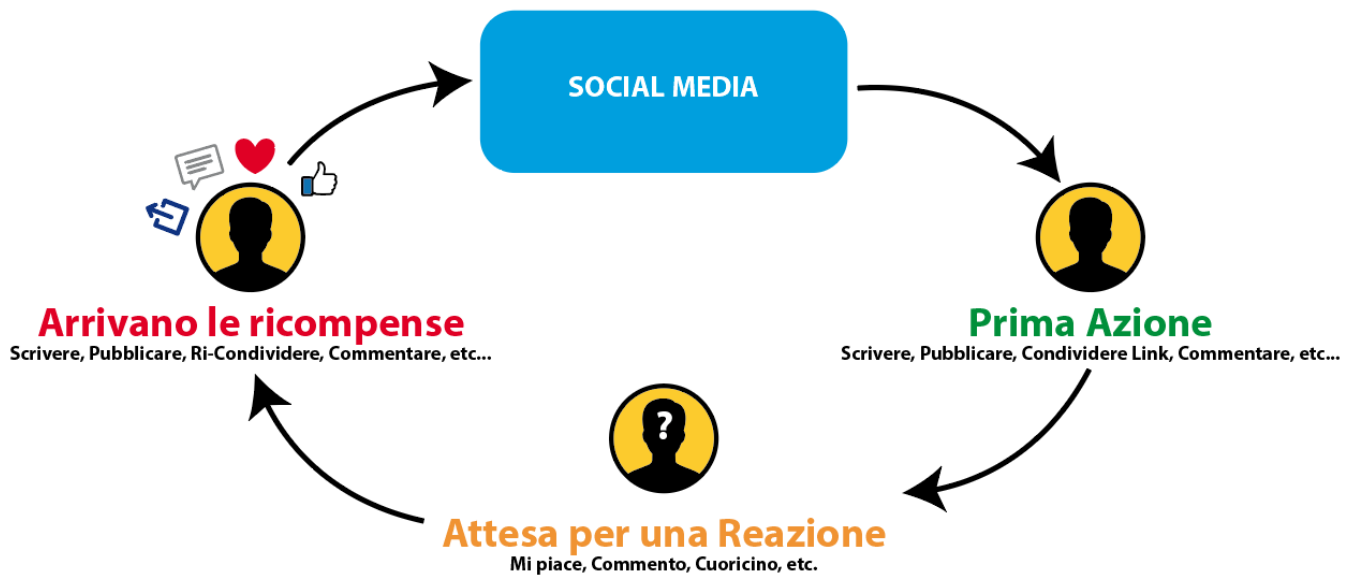 SOCIAL MEDIA
Arrivano le ricompense
Scrivere, Pubblicare, Ri-Condividere, Commentare, etc...
Prima Azione
Scrivere, Pubblicare, Condividere Link, Commentare, etc...
?
Attesa per una Reazione
Mi piace, Commento, Cuoricino, etc.